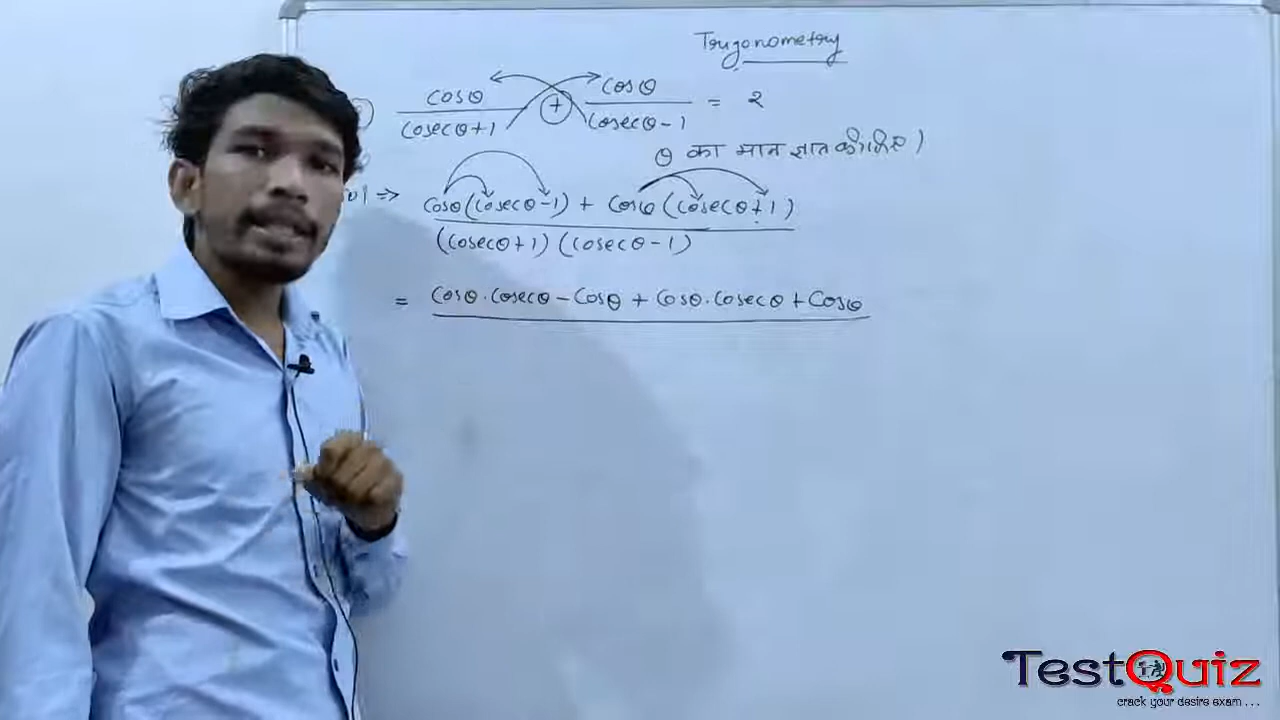 Trigonometry
cosθ / cosecθ+1 + cosθ / cosecθ-1 = 2
θ का मान ज्ञात कीजिए।
⇒ cosθ(cosecθ-1) + cosθ(cosecθ+1) / (cosecθ+1)(cosecθ-1)
= cosθ.cosecθ - cosθ + cosθ.cosecθ + cosθ
TestQuiz
crack your desire exam . . .